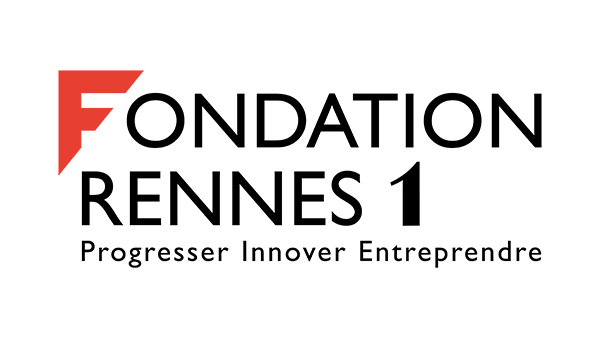 FONDATION
RENNES 1
Progresser Innover Entreprendre